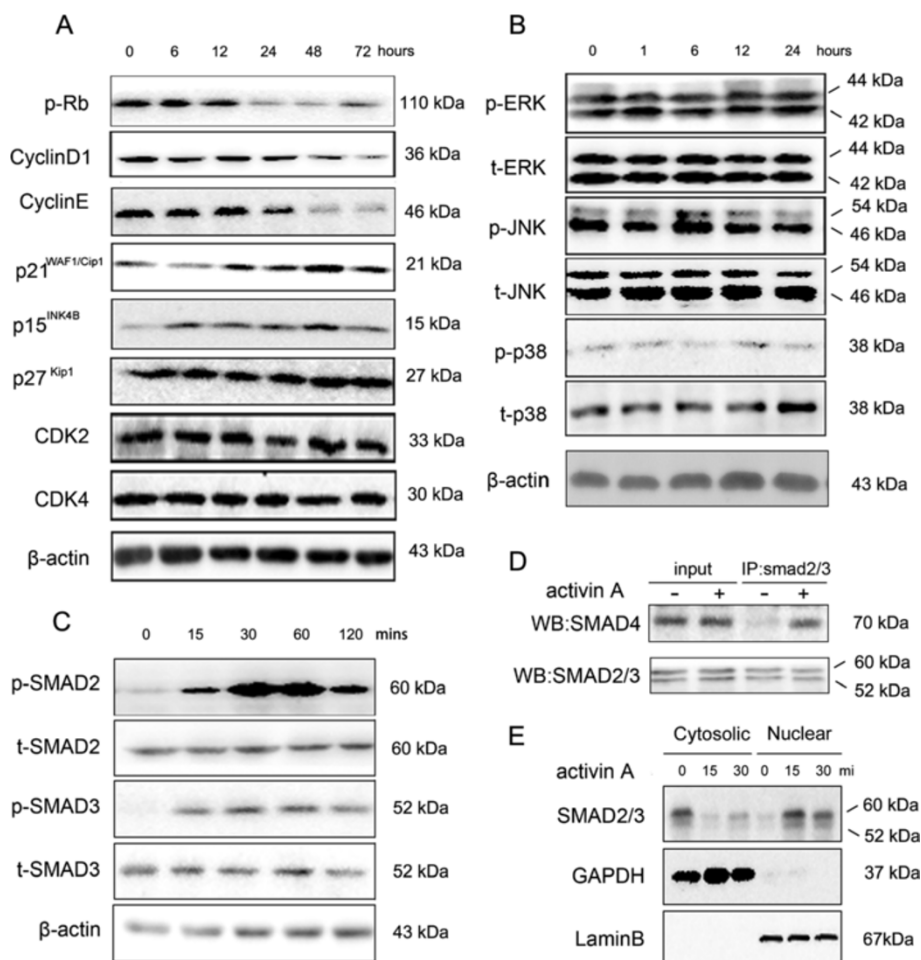 A
0 6 12 24 48 72 hours
p-Rb 110 kDa
CyclinD1 36 kDa
CyclinE 46 kDa
p21WAF1/Cip1 21 kDa
p15INK4B 15 kDa
p27 Kip1 27 kDa
CDK2 33 kDa
CDK4 30 kDa
β-actin 43 kDa
B
0 1 6 12 24 hours
p-ERK 44 kDa
42 kDa
t-ERK 44 kDa
42 kDa
p-JNK 54 kDa
46 kDa
t-JNK 54 kDa
46 kDa
p-p38 38 kDa
t-p38 38 kDa
β-actin 43 kDa
C
0 15 30 60 120 mins
p-SMAD2 60 kDa
t-SMAD2 60 kDa
p-SMAD3 52 kDa
t-SMAD3 52 kDa
β-actin 43 kDa
D
input IP:smad2/3
activin A - + - +
WB:SMAD4 70 kDa
WB:SMAD2/3 60 kDa
52 kDa
E
Cytosolic Nuclear
activin A 0 15 30 0 15 30 mi
SMAD2/3 60 kDa
52 kDa
GAPDH 37 kDa
LaminB 67kDa